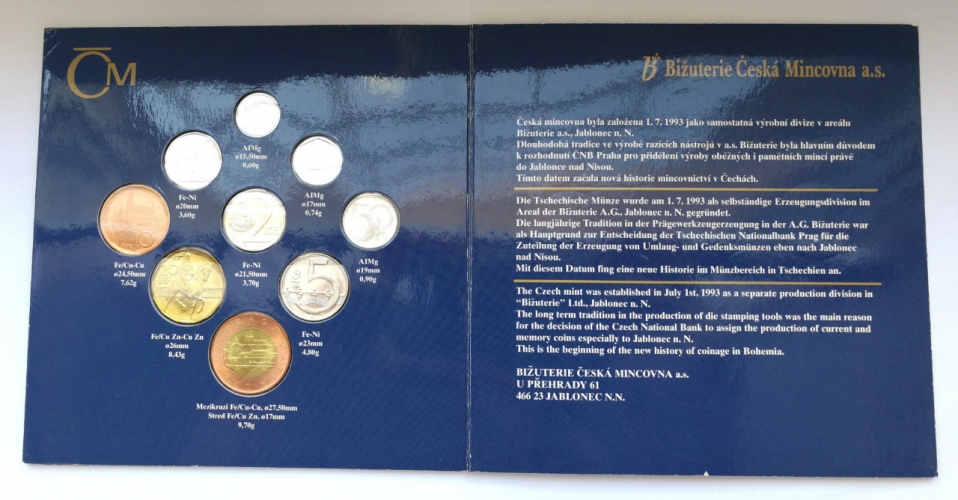 ČM
AlMg
ø15,50mm
0,60g
Fe-Ni
ø20mm
3,60g
AlMg
ø17mm
0,74g
10
2
50
Fe/Cu-Cu
ø24,50mm
7,62g
Fe-Ni
ø21,50mm
3,70g
AlMg
ø19mm
0,90g
5
Fe/Cu Zn-Cu Zn
ø26mm
8.43g
Fe-Ni
ø23mm
4,80g
Mezikruzi Fe/Cu-Cu, ø27,50mm
Stred Fe/Cu Zn, ø17mm
9,70g
Bižuterie Česká Mincovna a.s.
Česká mincovna byla založena 1. 7. 1993 jako samostatná výrobní divize v areálu
Bižuterie a.s., Jablonec n. N.
Dlouhodobá tradice ve výrobě razících nástrojů v a.s. Bižuterie byla hlavním důvodem
k rozhodnutí ČNB Praha pro přidělení výroby oběžných i pamětních mincí právě
do Jablonce nad Nisou.
Tímto datem začala nová historie mincovnictví v Čechách.
Die Tschechische Münze wurde am 1. 7. 1993 als selbständige Erzeugungsdivision im
Areal der Bižuterie A.G., Jablonec n. N. gegründet.
Die langjährige Tradition in der Prägewerkzeugerzeugung in der A.G. Bižuterie war
als Hauptgrund zur Entscheidung der Tschechischen Nationalbank Prag für die
Zuteilung der Erzeugung von Umlaug- und Gedenksmünzen eben nach Jablonec
nad Nisou.
Mit diesem Datum fing eine neue Historie im Münzbereich in Tschechien an.
The Czech mint was established in July 1st, 1993 as a separate production division in
“Bižuterie” Ltd., Jablonec n. N.
The long term tradition in the production of die stamping tools was the main reason
for the decision of the Czech National Bank to assign the production of current and
memory coins especially to Jablonec n. N.
This is the beginning of the new history of coinage in Bohemia.
BIŽUTERIE ČESKÁ MINCOVNA a.s.
U PŘEHRADY 61
466 23 JABLONEC N.N.